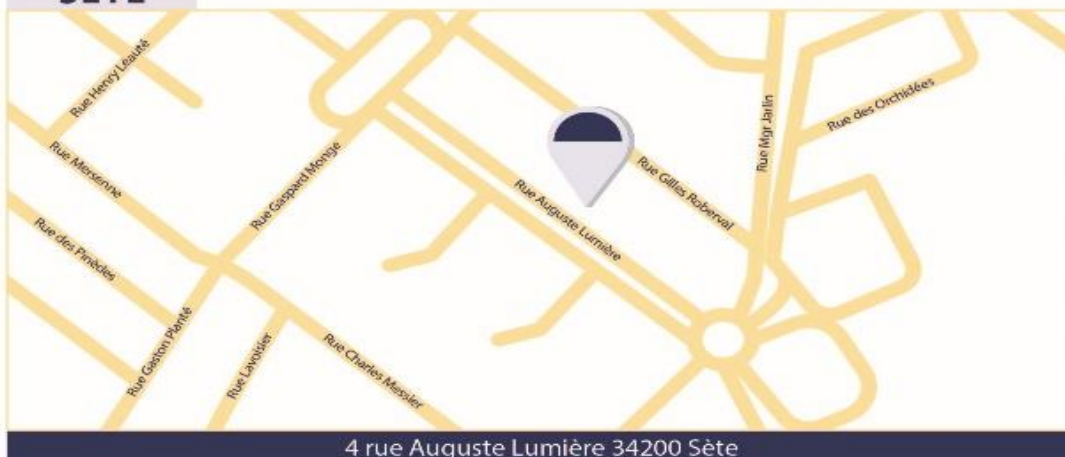 SÈTE
Rue Henry Leauté
Rue Mersenne
Rue des Pinèdes
Rue Gaspard Monge
Rue Gaston Planté
Rue Lavoisier
Rue Charles Messier
Rue Auguste Lumière
Rue Gilles Roberval
Rue Mgr Jarlin
Rue des Orchidées
4 rue Auguste Lumière 34200 Sète